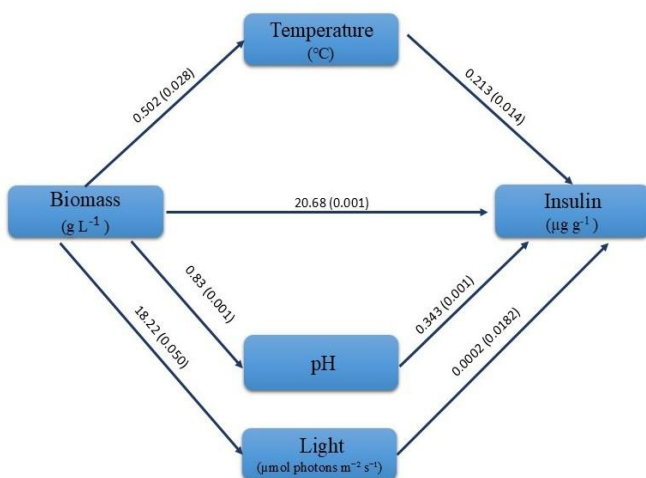 Temperature
(°C)
0.502 (0.028)
0.213 (0.014)
Biomass
(g L⁻¹)
20.68 (0.001)
Insulin
(µg g⁻¹)
0.83 (0.001)
18.22 (0.050)
0.343 (0.001)
0.0002 (0.0182)
pH
Light
(µmol photons m⁻² s⁻¹)